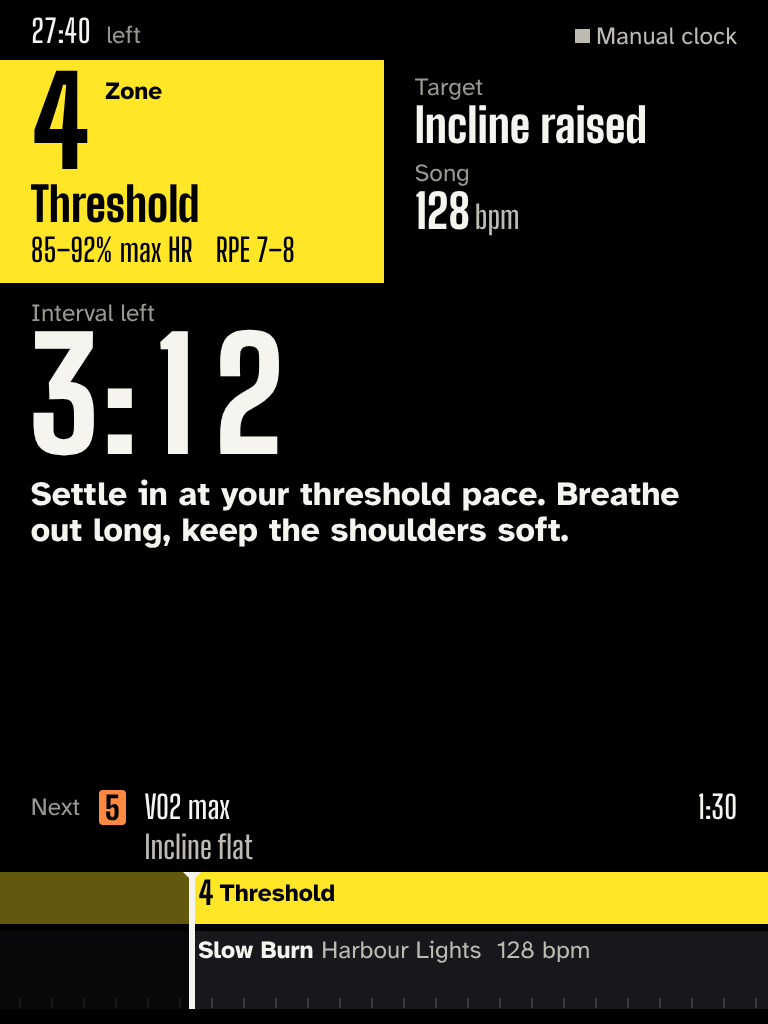 27:40 left
Manual clock
4 Zone
Threshold
85–92% max HR RPE 7–8
Target
Incline raised
Song
128 bpm
Interval left
3:12
Settle in at your threshold pace. Breathe
out long, keep the shoulders soft.
Next 5 VO2 max 1:30
Incline flat
4 Threshold
Slow Burn Harbour Lights 128 bpm